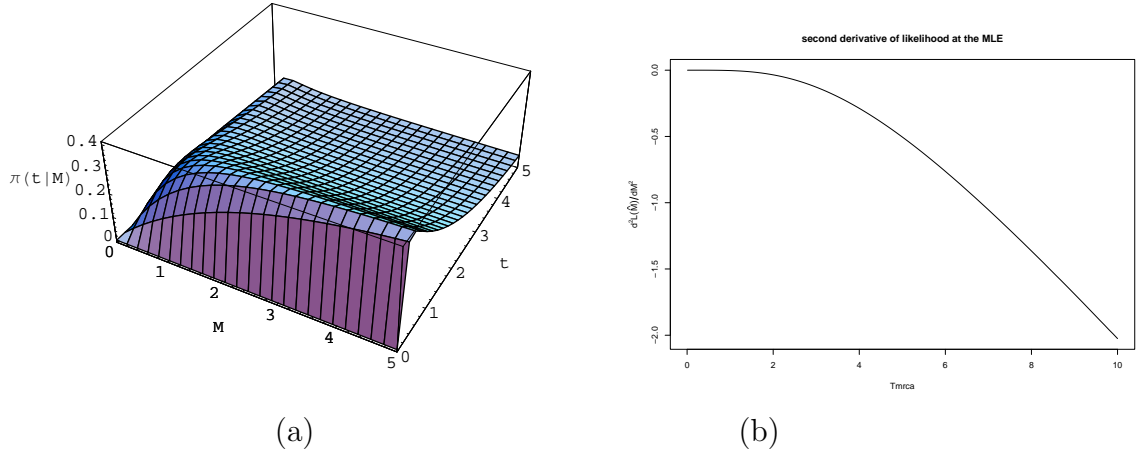 0.4
0.3
π(t|M)
0.2
0.1
0
0
1
2
3
4
5
M
0
1
2
3
4
5
t
(a)
second derivative of likelihood at the MLE
0.0
−0.5
−1.0
−1.5
−2.0
d²L(M̂)/dM²
0 2 4 6 8 10
Tmrca
(b)